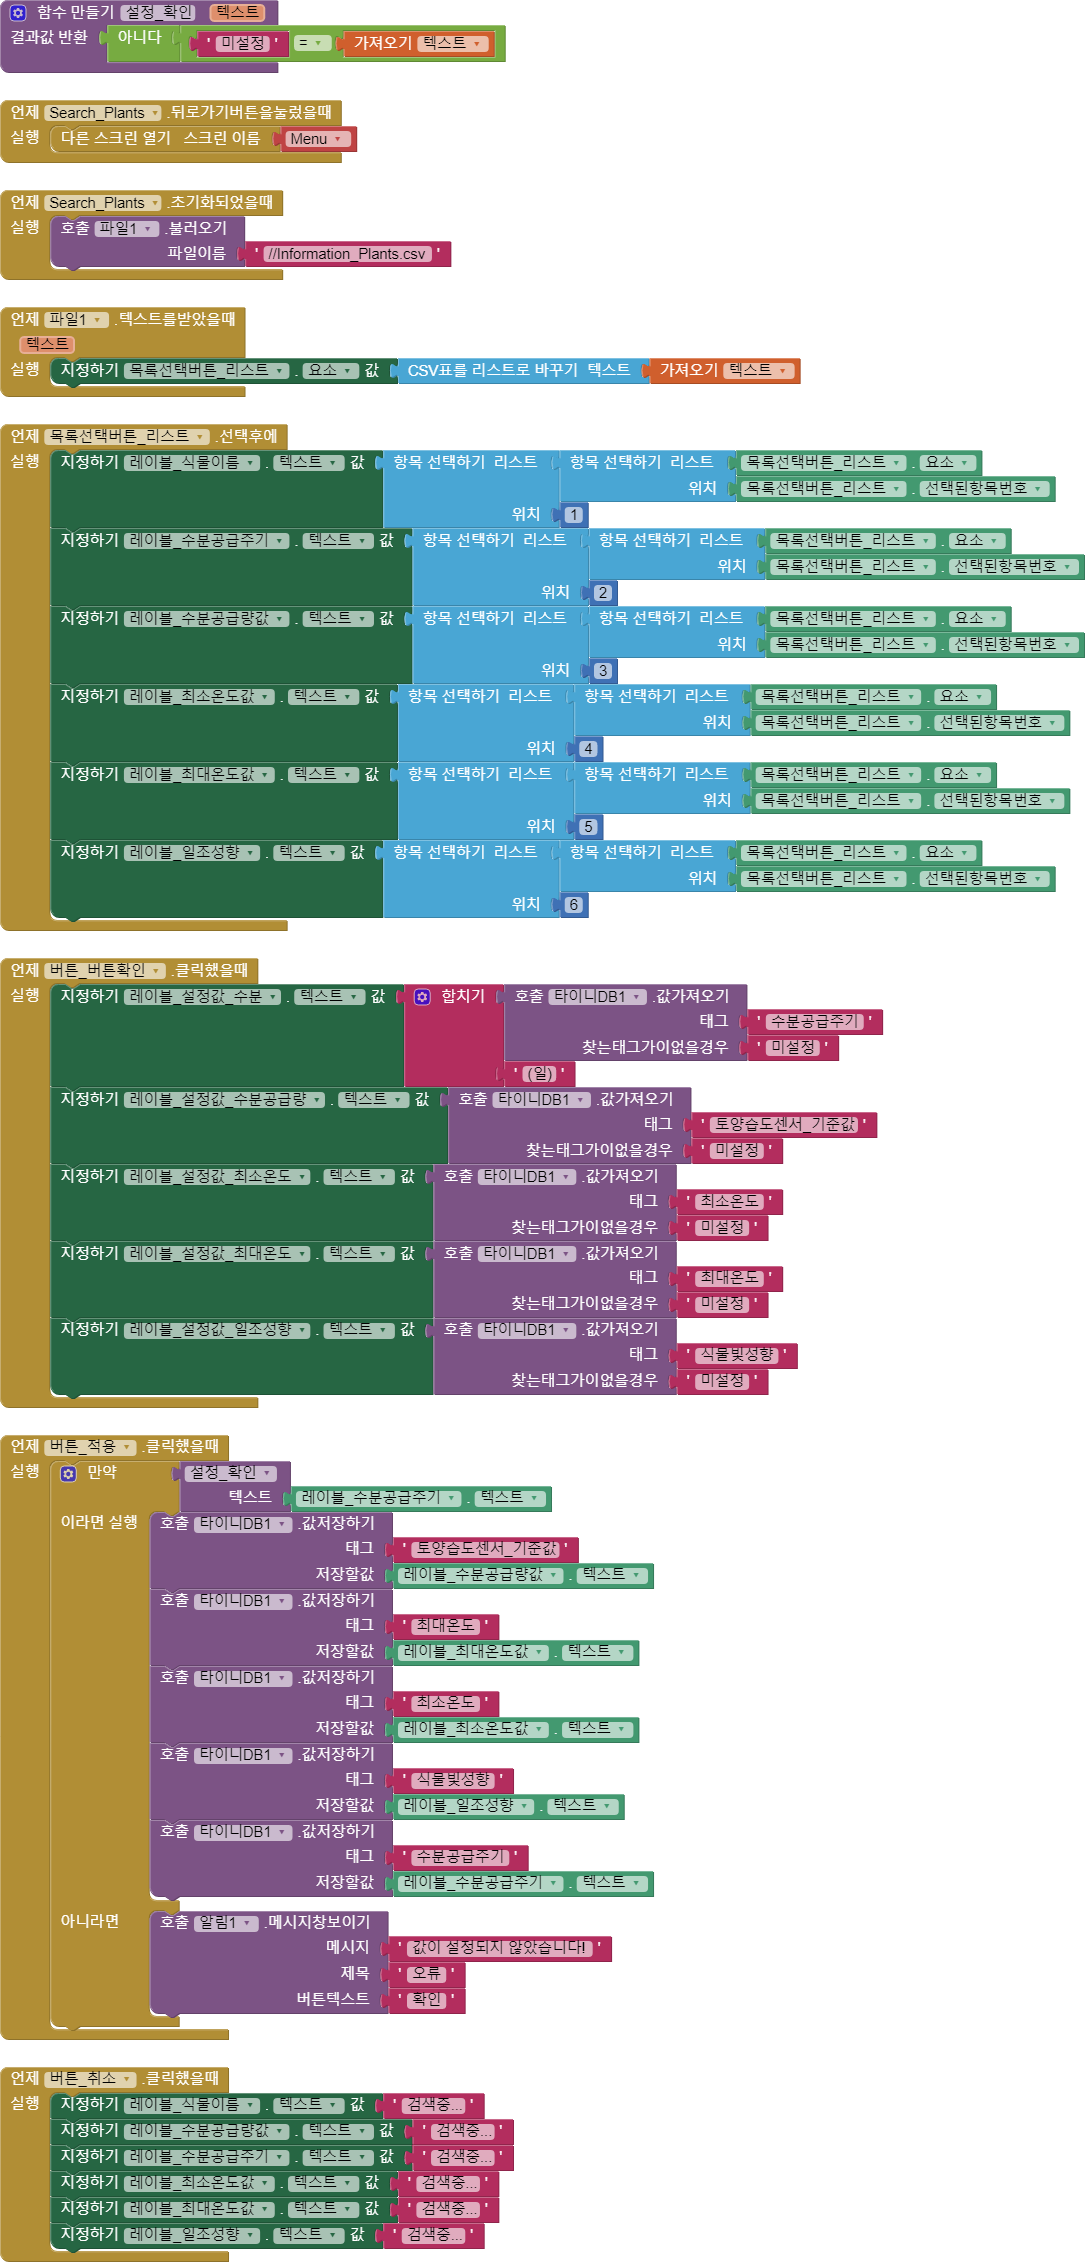 함수 만들기 설정_확인 텍스트
결과값 반환 아니다 ' 미설정 ' = 가져오기 텍스트
언제 Search_Plants .뒤로가기버튼을눌렀을때
실행 다른 스크린 열기 스크린 이름 Menu
언제 Search_Plants .초기화되었을때
실행 호출 파일1 .불러오기
파일이름 ' //Information_Plants.csv '
언제 파일1 .텍스트를받았을때
텍스트
실행 지정하기 목록선택버튼_리스트 . 요소 값 CSV표를 리스트로 바꾸기 텍스트 가져오기 텍스트
언제 목록선택버튼_리스트 .선택후에
실행 지정하기 레이블_식물이름 . 텍스트 값 항목 선택하기 리스트 항목 선택하기 리스트 목록선택버튼_리스트 . 요소
위치 목록선택버튼_리스트 . 선택된항목번호
위치 1
지정하기 레이블_수분공급주기 . 텍스트 값 항목 선택하기 리스트 항목 선택하기 리스트 목록선택버튼_리스트 . 요소
위치 목록선택버튼_리스트 . 선택된항목번호
위치 2
지정하기 레이블_수분공급량값 . 텍스트 값 항목 선택하기 리스트 항목 선택하기 리스트 목록선택버튼_리스트 . 요소
위치 목록선택버튼_리스트 . 선택된항목번호
위치 3
지정하기 레이블_최소온도값 . 텍스트 값 항목 선택하기 리스트 항목 선택하기 리스트 목록선택버튼_리스트 . 요소
위치 목록선택버튼_리스트 . 선택된항목번호
위치 4
지정하기 레이블_최대온도값 . 텍스트 값 항목 선택하기 리스트 항목 선택하기 리스트 목록선택버튼_리스트 . 요소
위치 목록선택버튼_리스트 . 선택된항목번호
위치 5
지정하기 레이블_일조성향 . 텍스트 값 항목 선택하기 리스트 항목 선택하기 리스트 목록선택버튼_리스트 . 요소
위치 목록선택버튼_리스트 . 선택된항목번호
위치 6
언제 버튼_버튼확인 .클릭했을때
실행 지정하기 레이블_설정값_수분 . 텍스트 값 합치기 호출 타이니DB1 .값가져오기
태그 ' 수분공급주기 '
찾는태그가이없을경우 ' 미설정 '
' (일) '
지정하기 레이블_설정값_수분공급량 . 텍스트 값 호출 타이니DB1 .값가져오기
태그 ' 토양습도센서_기준값 '
찾는태그가이없을경우 ' 미설정 '
지정하기 레이블_설정값_최소온도 . 텍스트 값 호출 타이니DB1 .값가져오기
태그 ' 최소온도 '
찾는태그가이없을경우 ' 미설정 '
지정하기 레이블_설정값_최대온도 . 텍스트 값 호출 타이니DB1 .값가져오기
태그 ' 최대온도 '
찾는태그가이없을경우 ' 미설정 '
지정하기 레이블_설정값_일조성향 . 텍스트 값 호출 타이니DB1 .값가져오기
태그 ' 식물빛성향 '
찾는태그가이없을경우 ' 미설정 '
언제 버튼_적용 .클릭했을때
실행 만약 설정_확인
텍스트 레이블_수분공급주기 . 텍스트
이라면 실행 호출 타이니DB1 .값저장하기
태그 ' 토양습도센서_기준값 '
저장할값 레이블_수분공급량값 . 텍스트
호출 타이니DB1 .값저장하기
태그 ' 최대온도 '
저장할값 레이블_최대온도값 . 텍스트
호출 타이니DB1 .값저장하기
태그 ' 최소온도 '
저장할값 레이블_최소온도값 . 텍스트
호출 타이니DB1 .값저장하기
태그 ' 식물빛성향 '
저장할값 레이블_일조성향 . 텍스트
호출 타이니DB1 .값저장하기
태그 ' 수분공급주기 '
저장할값 레이블_수분공급주기 . 텍스트
아니라면 호출 알림1 .메시지창보이기
메시지 ' 값이 설정되지 않았습니다! '
제목 ' 오류 '
버튼텍스트 ' 확인 '
언제 버튼_취소 .클릭했을때
실행 지정하기 레이블_식물이름 . 텍스트 값 ' 검색중... '
지정하기 레이블_수분공급량값 . 텍스트 값 ' 검색중... '
지정하기 레이블_수분공급주기 . 텍스트 값 ' 검색중... '
지정하기 레이블_최소온도값 . 텍스트 값 ' 검색중... '
지정하기 레이블_최대온도값 . 텍스트 값 ' 검색중... '
지정하기 레이블_일조성향 . 텍스트 값 ' 검색중... '